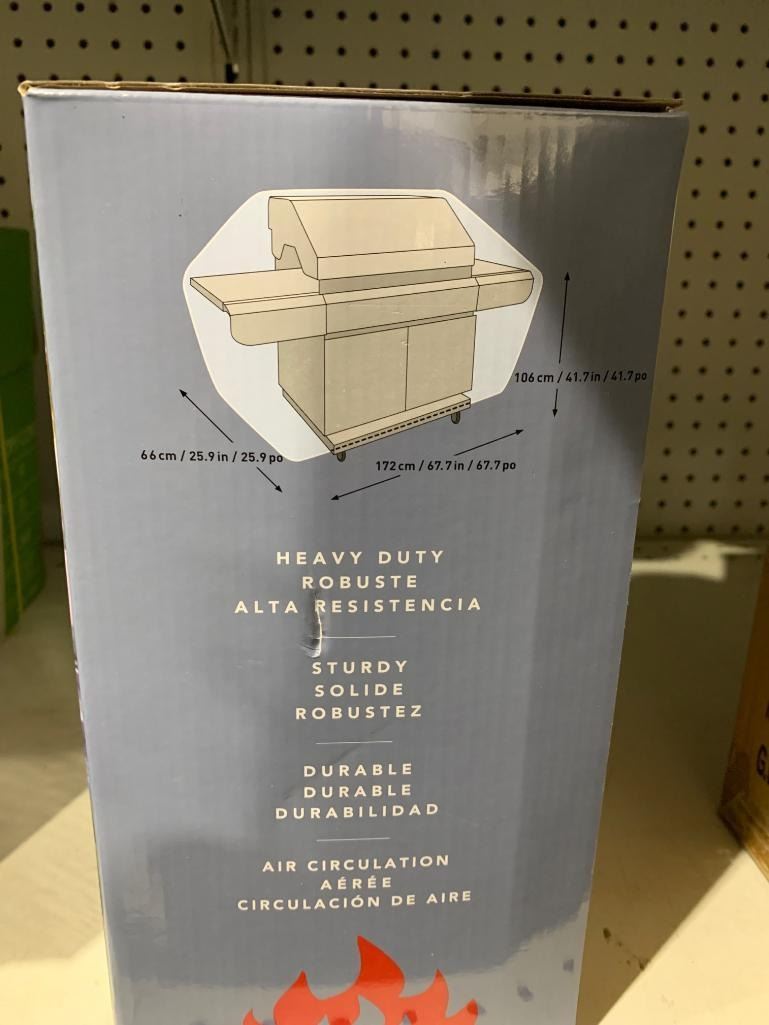 106 cm / 41.7 in / 41.7 po
66 cm / 25.9 in / 25.9 po
172 cm / 67.7 in / 67.7 po
HEAVY DUTY
ROBUSTE
ALTA RESISTENCIA
STURDY
SOLIDE
ROBUSTEZ
DURABLE
DURABLE
DURABILIDAD
AIR CIRCULATION
AÉRÉE
CIRCULACIÓN DE AIRE